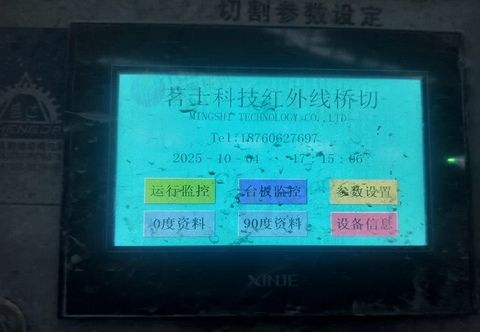 切割参数设定
茗士科技红外线桥切
MINGSHI TECHNOLOGY CO.,LTD
Tel:18760627697
2025-10-04 17:15:06
运行监控 台板监控 参数设置
0度资料 90度资料 设备信息
XINJE